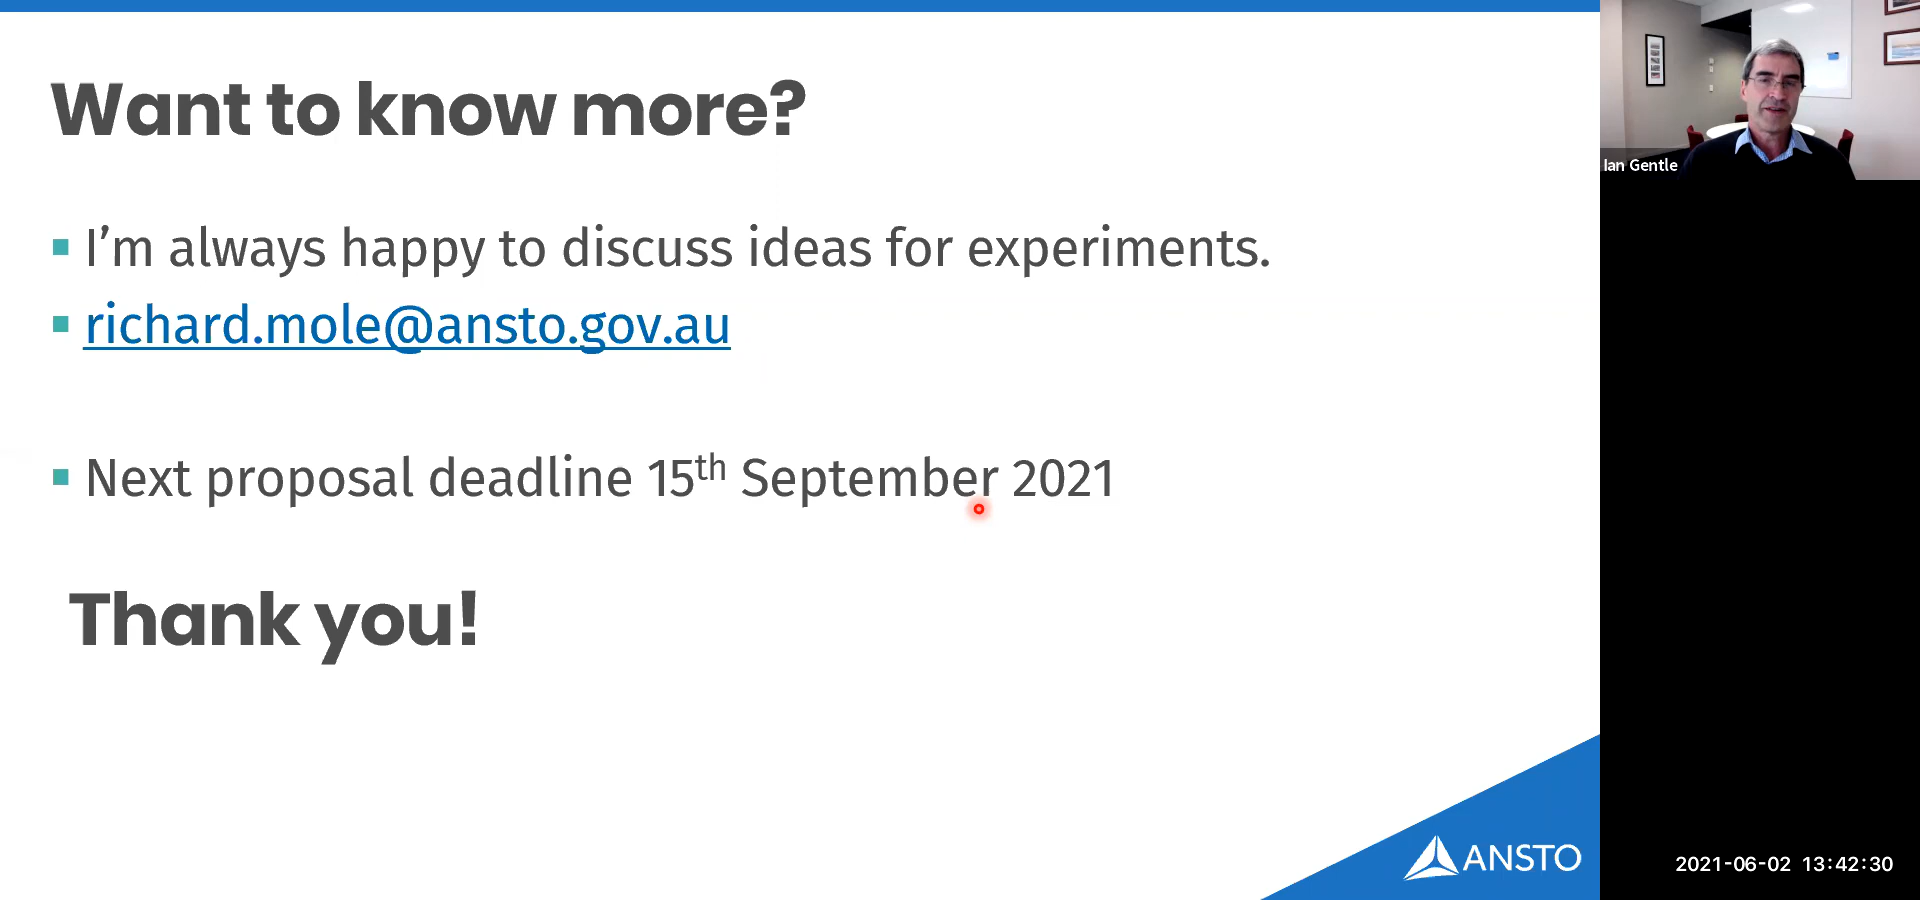 Want to know more?
I'm always happy to discuss ideas for experiments.
richard.mole@ansto.gov.au
Next proposal deadline 15th September 2021
Thank you!
ANSTO
Ian Gentle
2021-06-02 13:42:30